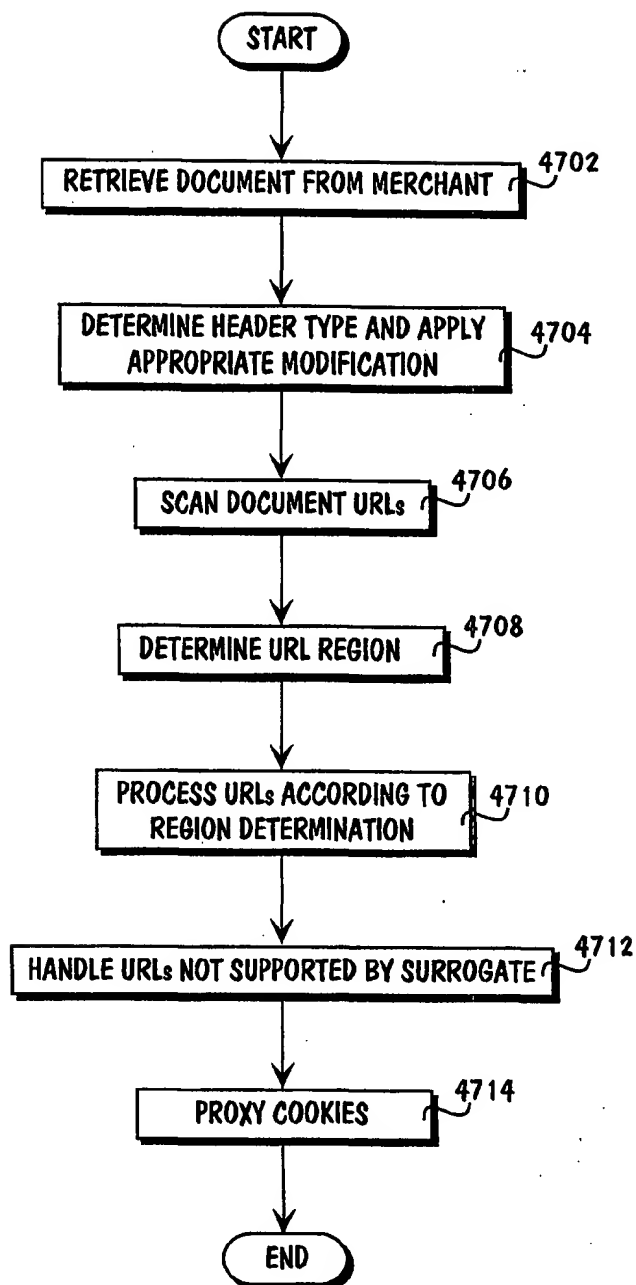 START
RETRIEVE DOCUMENT FROM MERCHANT
4702
DETERMINE HEADER TYPE AND APPLY
APPROPRIATE MODIFICATION
4704
SCAN DOCUMENT URLs
4706
DETERMINE URL REGION
4708
PROCESS URLs ACCORDING TO
REGION DETERMINATION
4710
HANDLE URLs NOT SUPPORTED BY SURROGATE
4712
PROXY COOKIES
4714
END